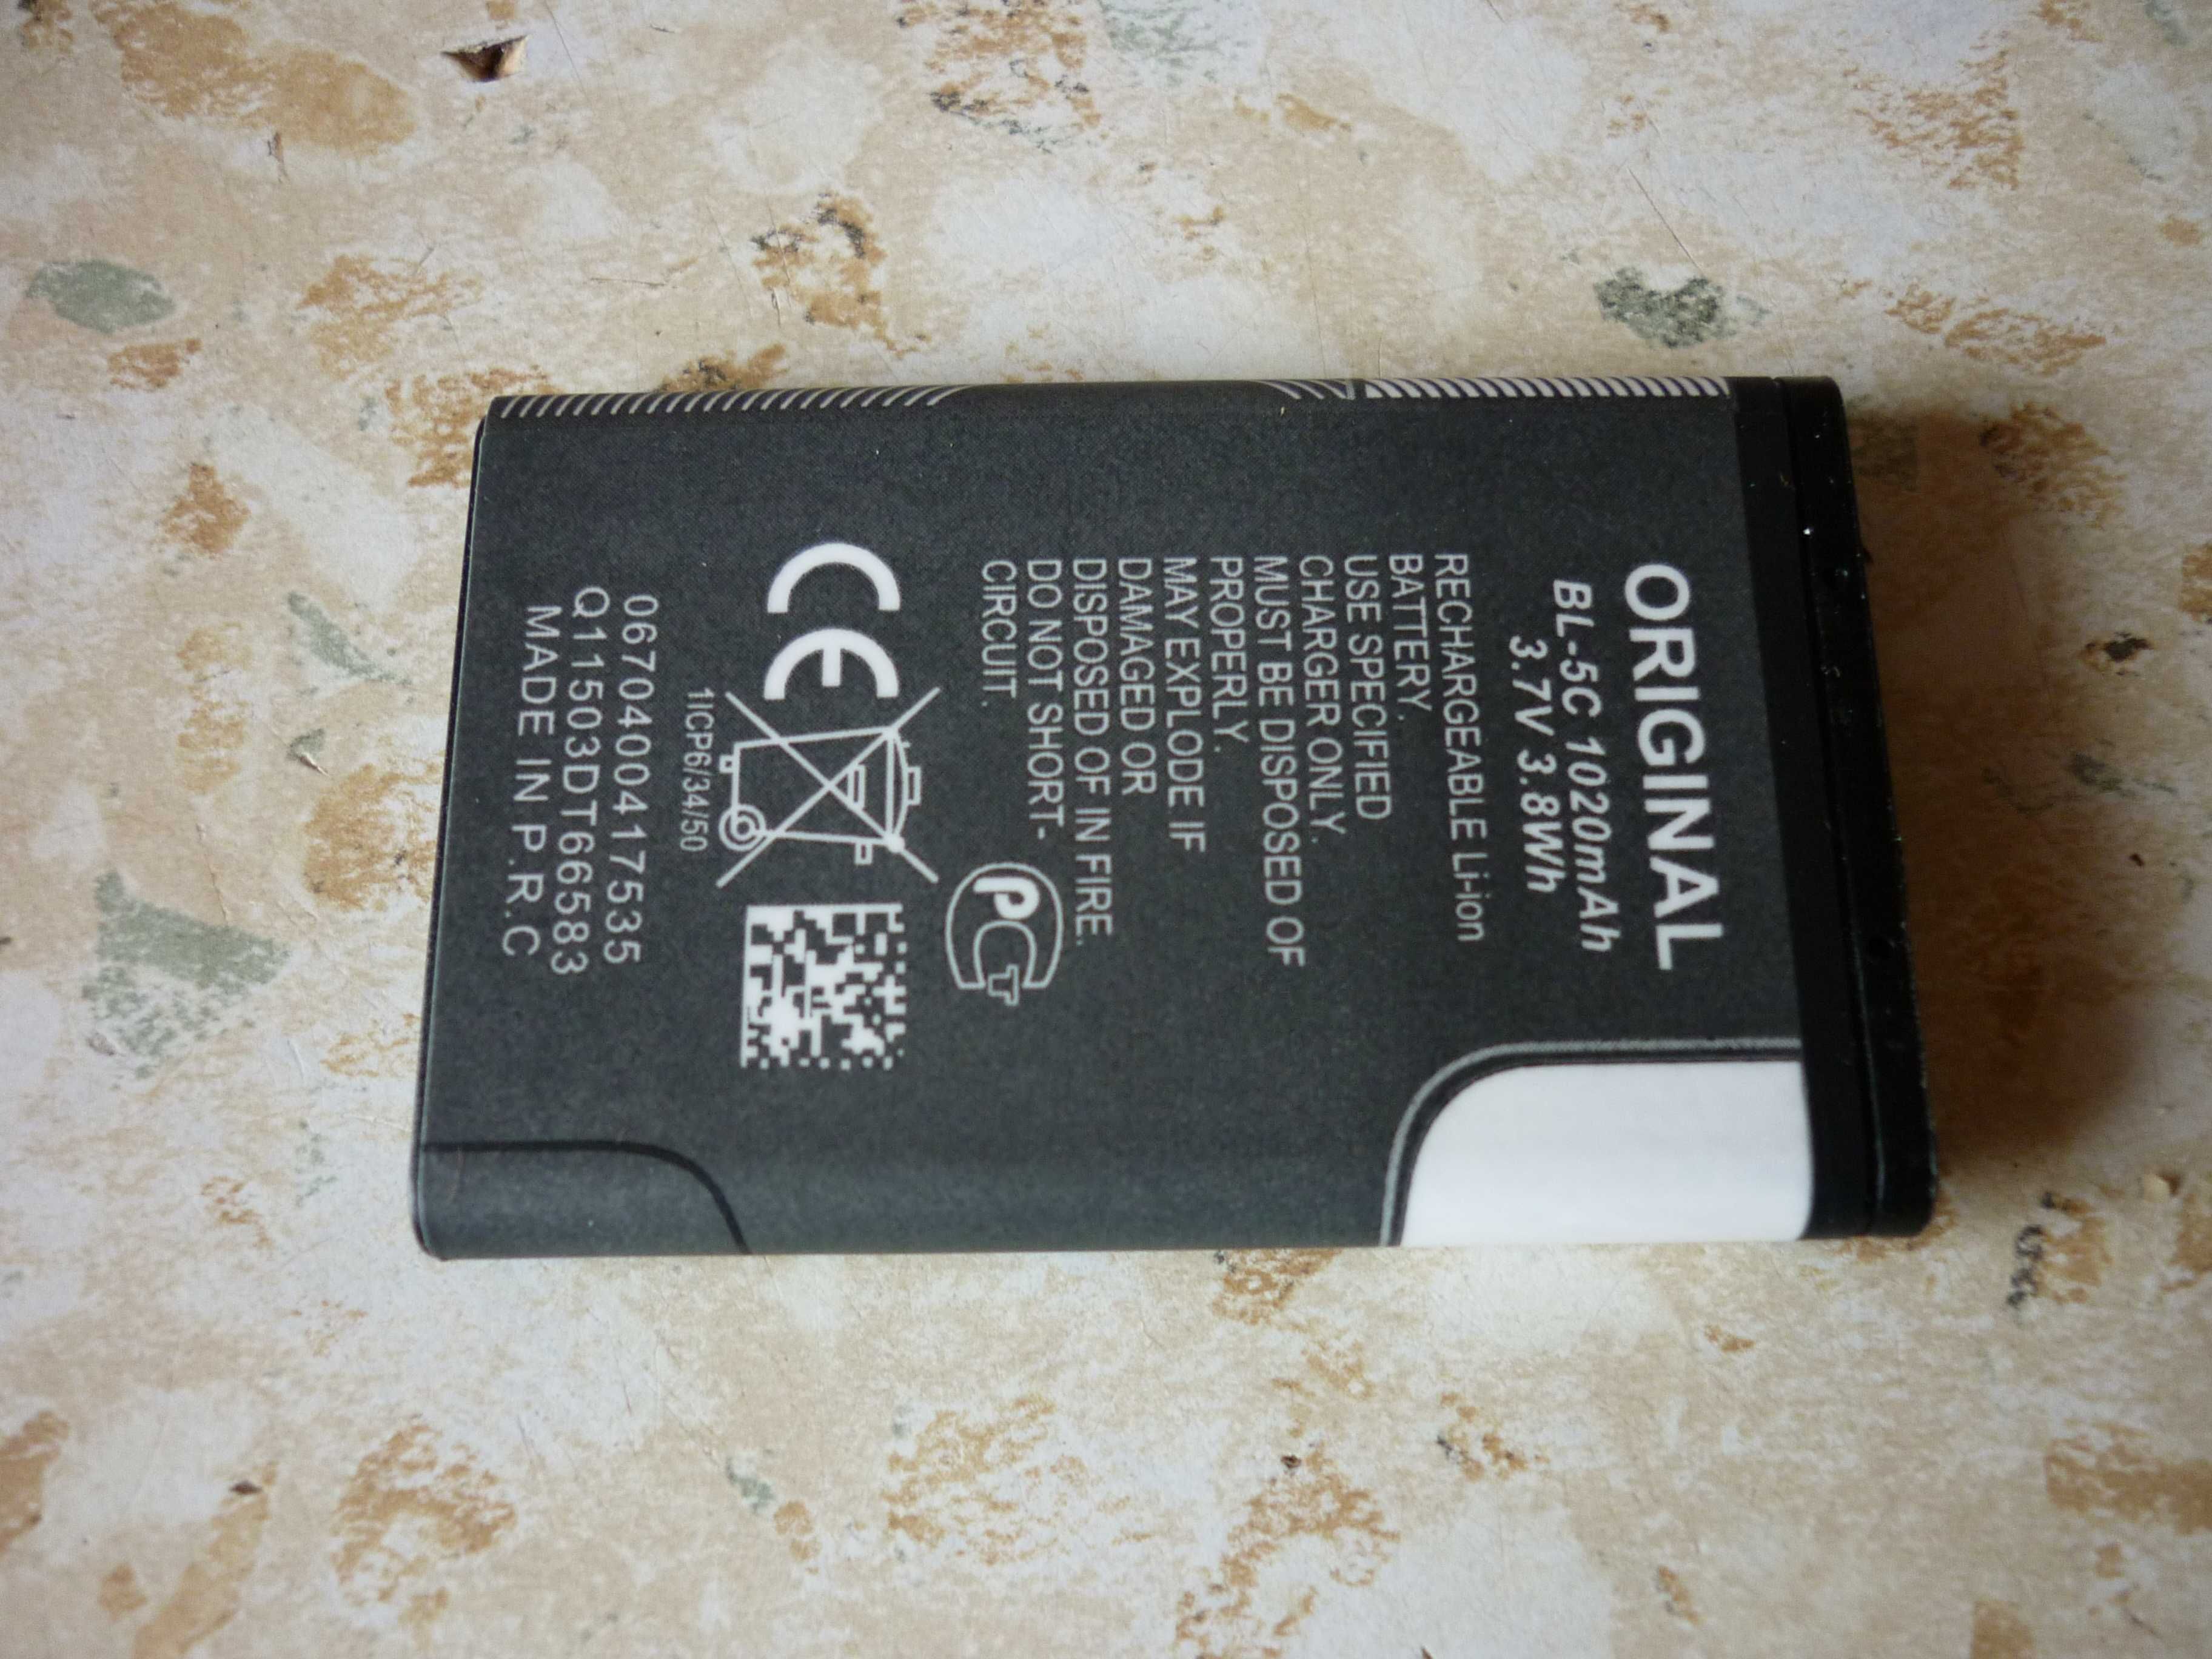 ORIGINAL
BL-5C 1020mAh
3.7V 3.8Wh
RECHARGEABLE Li-ion
BATTERY.
USE SPECIFIED
CHARGER ONLY.
MUST BE DISPOSED OF
PROPERLY.
MAY EXPLODE IF
DAMAGED OR
DISPOSED OF IN FIRE.
DO NOT SHORT-
CIRCUIT.
PCT
CE
1ICP6/34/50
0670400417535
Q111503DT66583
MADE IN P.R.C